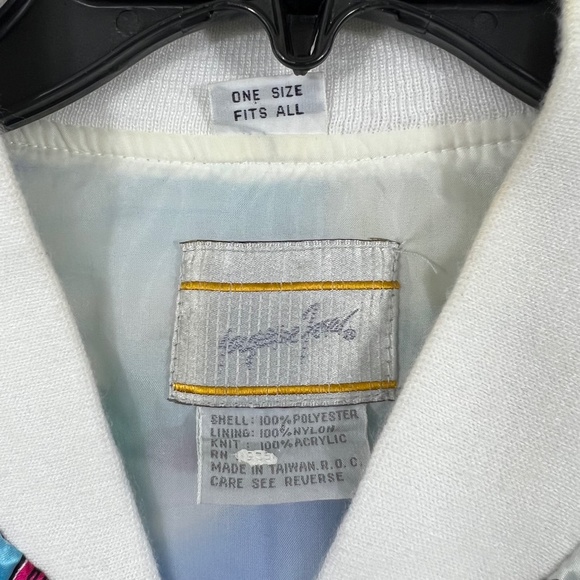 ONE SIZE
FITS ALL
SHELL: 100% POLYESTER
LINING: 100% NYLON
KNIT: 100% ACRYLIC
RN
MADE IN TAIWAN.R.O.C.
CARE SEE REVERSE